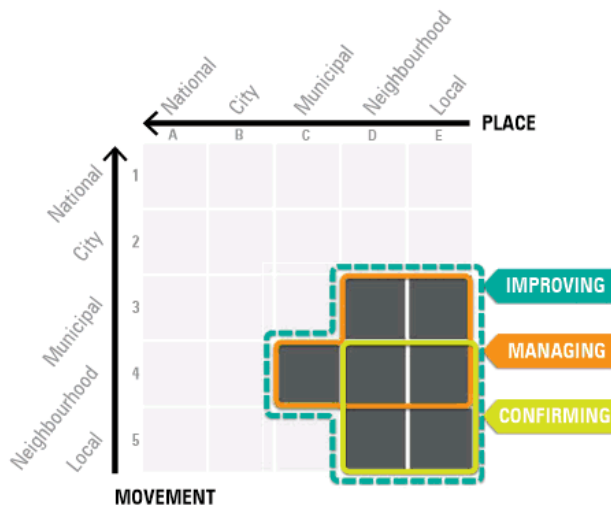 National
City
Municipal
Neighbourhood
Local
PLACE
A B C D E
National
City
Municipal
Neighbourhood
Local
1
2
3
4
5
IMPROVING
MANAGING
CONFIRMING
MOVEMENT